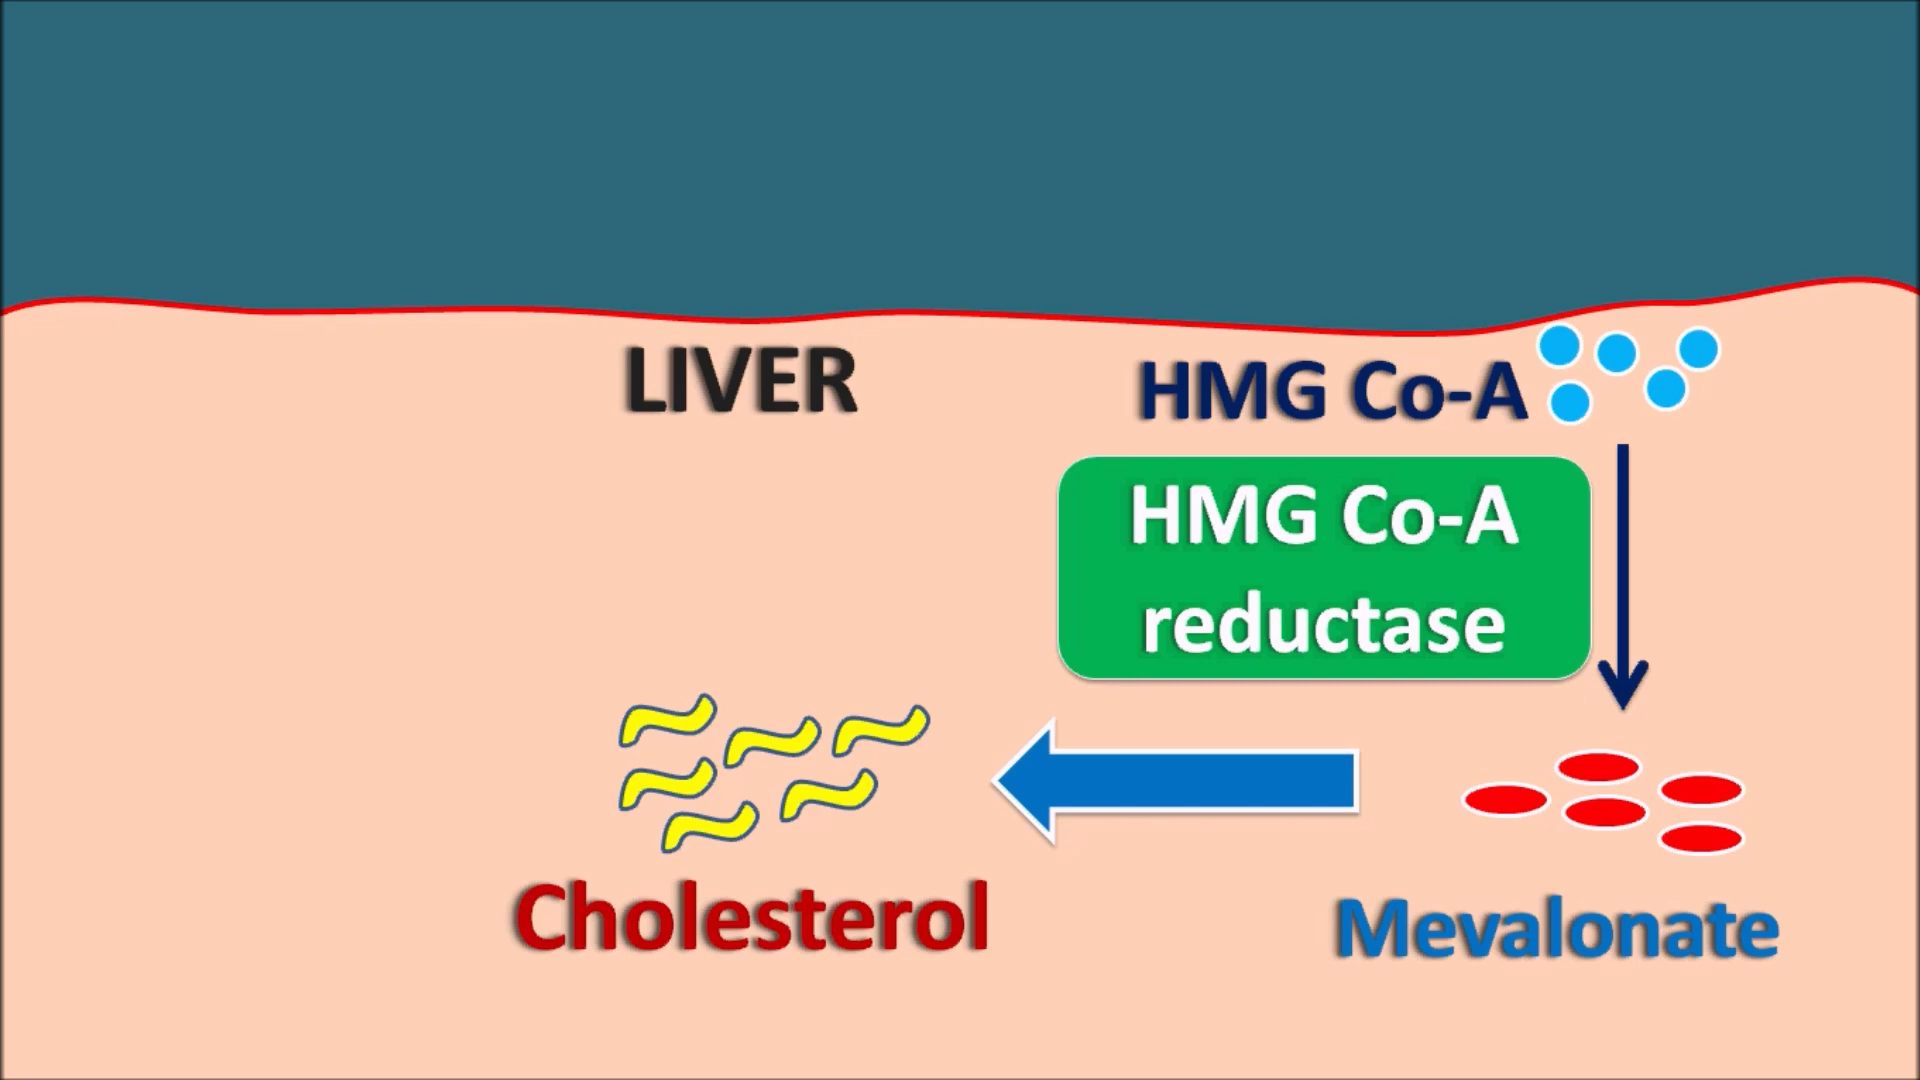 LIVER
HMG Co-A
HMG Co-A
reductase
Cholesterol
Mevalonate